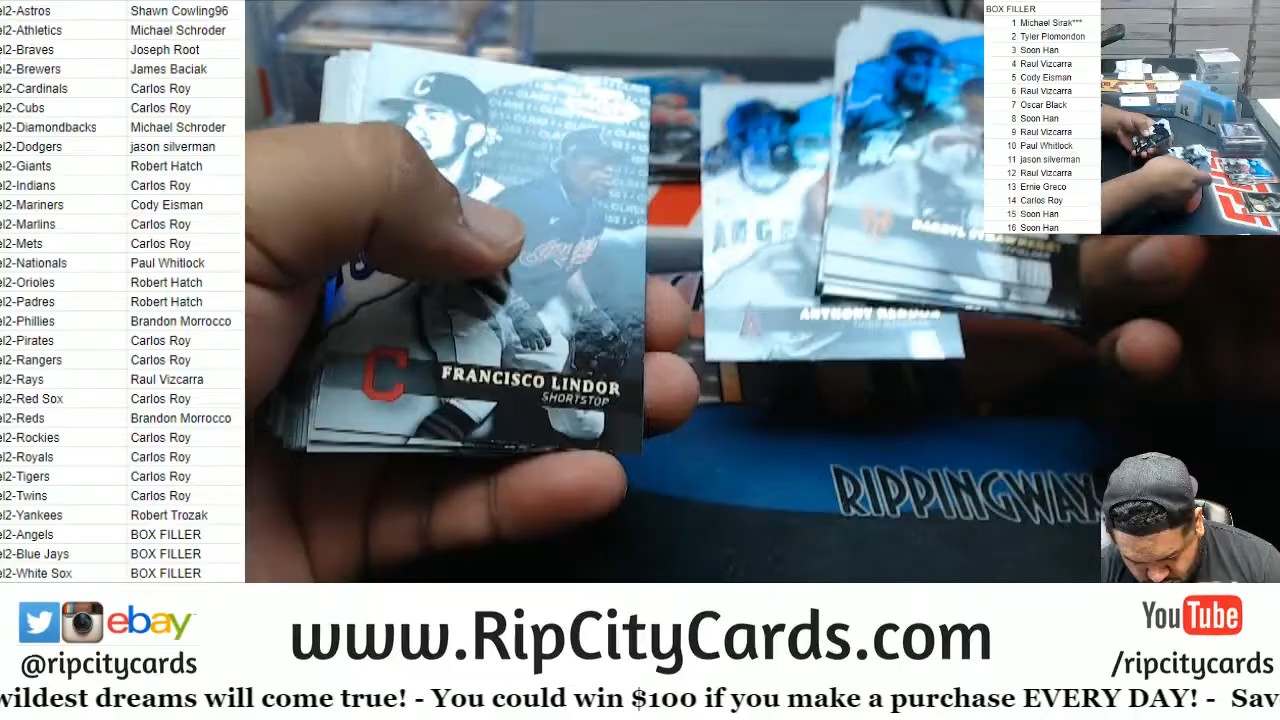 el2-Astros Shawn Cowling96
el2-Athletics Michael Schroder
el2-Braves Joseph Root
el2-Brewers James Baciak
el2-Cardinals Carlos Roy
el2-Cubs Carlos Roy
el2-Diamondbacks Michael Schroder
el2-Dodgers jason silverman
el2-Giants Robert Hatch
el2-Indians Carlos Roy
el2-Mariners Cody Eisman
el2-Marlins Carlos Roy
el2-Mets Carlos Roy
el2-Nationals Paul Whitlock
el2-Orioles Robert Hatch
el2-Padres Robert Hatch
el2-Phillies Brandon Morrocco
el2-Pirates Carlos Roy
el2-Rangers Carlos Roy
el2-Rays Raul Vizcarra
el2-Red Sox Carlos Roy
el2-Reds Brandon Morrocco
el2-Rockies Carlos Roy
el2-Royals Carlos Roy
el2-Tigers Carlos Roy
el2-Twins Carlos Roy
el2-Yankees Robert Trozak
el2-Angels BOX FILLER
el2-Blue Jays BOX FILLER
el2-White Sox BOX FILLER
BOX FILLER
1 Michael Sirak***
2 Tyler Plomondon
3 Soon Han
4 Raul Vizcarra
5 Cody Eisman
6 Raul Vizcarra
7 Oscar Black
8 Soon Han
9 Raul Vizcarra
10 Paul Whitlock
11 jason silverman
12 Raul Vizcarra
13 Ernie Greco
14 Carlos Roy
15 Soon Han
16 Soon Han
C
FRANCISCO LINDOR
SHORTSTOP
ANTHONY RENDON
DARRYL STRAWBERRY
RIPPINGWAX
ebay
@ripcitycards
www.RipCityCards.com
YouTube
/ripcitycards
wildest dreams will come true! - You could win $100 if you make a purchase EVERY DAY! - Sav